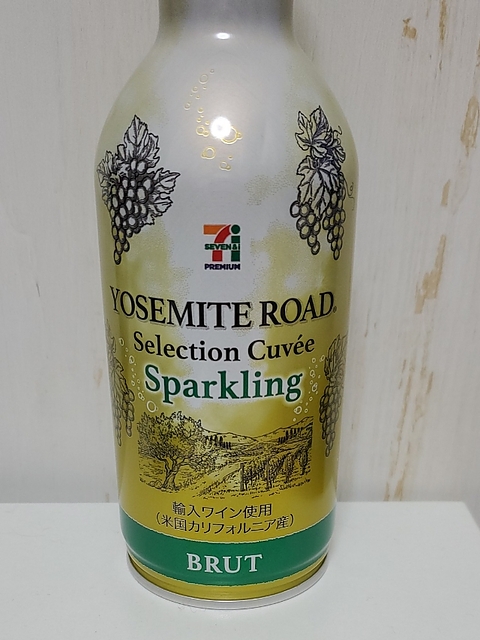 7i
SEVEN&i
PREMIUM
YOSEMITE ROAD®
Selection Cuvée
Sparkling
輸入ワイン使用
(米国カリフォルニア産)
BRUT